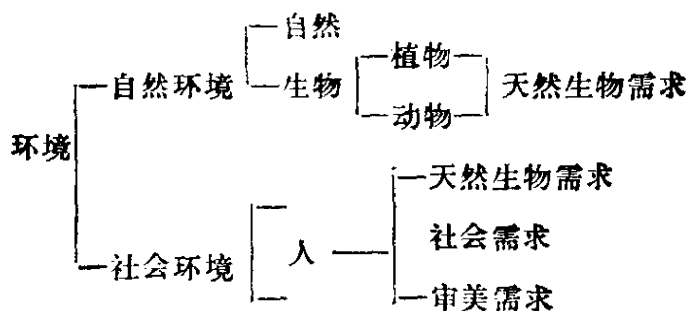 自然
自然环境
生物
植物
动物
天然生物需求
环境
天然生物需求
社会环境
人
社会需求
审美需求